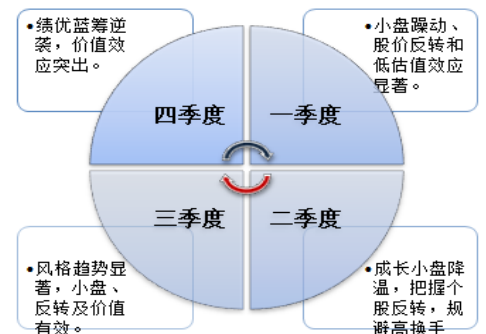 •绩优蓝筹逆
袭，价值效
应突出。
•小盘躁动、
股价反转和
低估值效应
显著。
四季度
一季度
三季度
二季度
•风格趋势显
著，小盘、
反转及价值
有效。
•成长小盘降
温，把握个
股反转，规
避高换手